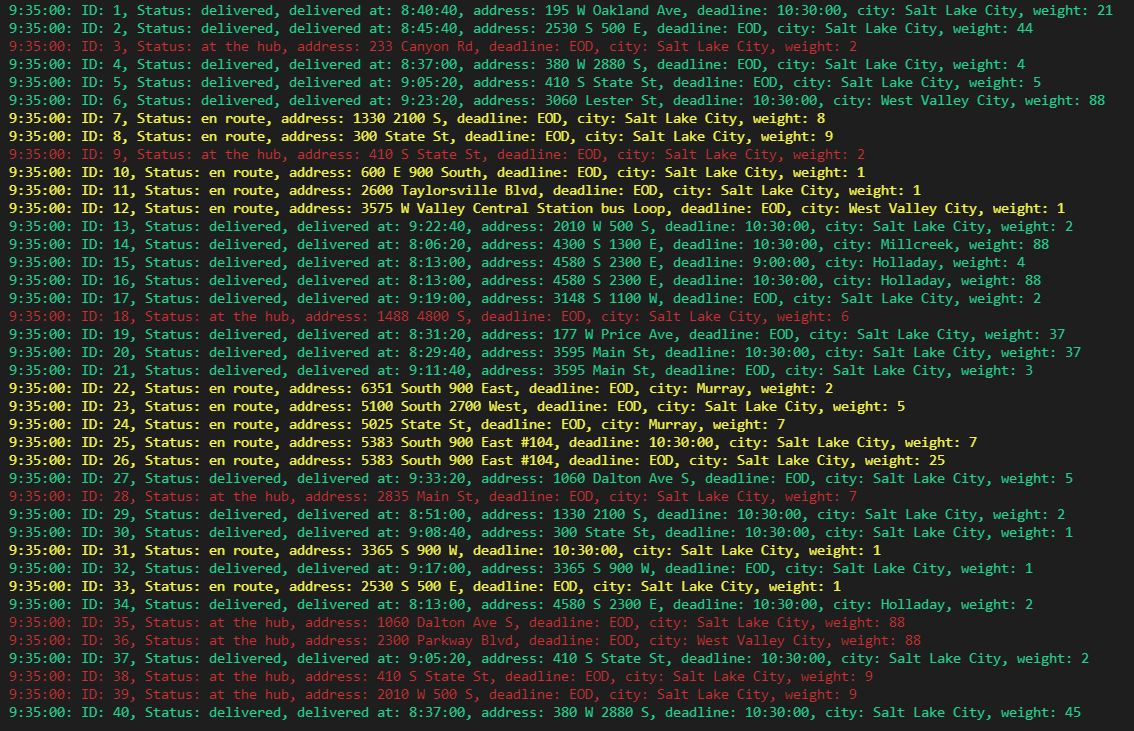 9:35:00: ID: 1, Status: delivered, delivered at: 8:40:40, address: 195 W Oakland Ave, deadline: 10:30:00, city: Salt Lake City, weight: 21
9:35:00: ID: 2, Status: delivered, delivered at: 8:45:40, address: 2530 S 500 E, deadline: EOD, city: Salt Lake City, weight: 44
9:35:00: ID: 3, Status: at the hub, address: 233 Canyon Rd, deadline: EOD, city: Salt Lake City, weight: 2
9:35:00: ID: 4, Status: delivered, delivered at: 8:37:00, address: 380 W 2880 S, deadline: EOD, city: Salt Lake City, weight: 4
9:35:00: ID: 5, Status: delivered, delivered at: 9:05:20, address: 410 S State St, deadline: EOD, city: Salt Lake City, weight: 5
9:35:00: ID: 6, Status: delivered, delivered at: 9:23:20, address: 3060 Lester St, deadline: 10:30:00, city: West Valley City, weight: 88
9:35:00: ID: 7, Status: en route, address: 1330 2100 S, deadline: EOD, city: Salt Lake City, weight: 8
9:35:00: ID: 8, Status: en route, address: 300 State St, deadline: EOD, city: Salt Lake City, weight: 9
9:35:00: ID: 9, Status: at the hub, address: 410 S State St, deadline: EOD, city: Salt Lake City, weight: 2
9:35:00: ID: 10, Status: en route, address: 600 E 900 South, deadline: EOD, city: Salt Lake City, weight: 1
9:35:00: ID: 11, Status: en route, address: 2600 Taylorsville Blvd, deadline: EOD, city: Salt Lake City, weight: 1
9:35:00: ID: 12, Status: en route, address: 3575 W Valley Central Station bus Loop, deadline: EOD, city: West Valley City, weight: 1
9:35:00: ID: 13, Status: delivered, delivered at: 9:22:40, address: 2010 W 500 S, deadline: 10:30:00, city: Salt Lake City, weight: 2
9:35:00: ID: 14, Status: delivered, delivered at: 8:06:20, address: 4300 S 1300 E, deadline: 10:30:00, city: Millcreek, weight: 88
9:35:00: ID: 15, Status: delivered, delivered at: 8:13:00, address: 4580 S 2300 E, deadline: 9:00:00, city: Holladay, weight: 4
9:35:00: ID: 16, Status: delivered, delivered at: 8:13:00, address: 4580 S 2300 E, deadline: 10:30:00, city: Holladay, weight: 88
9:35:00: ID: 17, Status: delivered, delivered at: 9:19:00, address: 3148 S 1100 W, deadline: EOD, city: Salt Lake City, weight: 2
9:35:00: ID: 18, Status: at the hub, address: 1488 4800 S, deadline: EOD, city: Salt Lake City, weight: 6
9:35:00: ID: 19, Status: delivered, delivered at: 8:31:20, address: 177 W Price Ave, deadline: EOD, city: Salt Lake City, weight: 37
9:35:00: ID: 20, Status: delivered, delivered at: 8:29:40, address: 3595 Main St, deadline: 10:30:00, city: Salt Lake City, weight: 37
9:35:00: ID: 21, Status: delivered, delivered at: 9:11:40, address: 3595 Main St, deadline: EOD, city: Salt Lake City, weight: 3
9:35:00: ID: 22, Status: en route, address: 6351 South 900 East, deadline: EOD, city: Murray, weight: 2
9:35:00: ID: 23, Status: en route, address: 5100 South 2700 West, deadline: EOD, city: Salt Lake City, weight: 5
9:35:00: ID: 24, Status: en route, address: 5025 State St, deadline: EOD, city: Murray, weight: 7
9:35:00: ID: 25, Status: en route, address: 5383 South 900 East #104, deadline: 10:30:00, city: Salt Lake City, weight: 7
9:35:00: ID: 26, Status: en route, address: 5383 South 900 East #104, deadline: EOD, city: Salt Lake City, weight: 25
9:35:00: ID: 27, Status: delivered, delivered at: 9:33:20, address: 1060 Dalton Ave S, deadline: EOD, city: Salt Lake City, weight: 5
9:35:00: ID: 28, Status: at the hub, address: 2835 Main St, deadline: EOD, city: Salt Lake City, weight: 7
9:35:00: ID: 29, Status: delivered, delivered at: 8:51:00, address: 1330 2100 S, deadline: 10:30:00, city: Salt Lake City, weight: 2
9:35:00: ID: 30, Status: delivered, delivered at: 9:08:40, address: 300 State St, deadline: 10:30:00, city: Salt Lake City, weight: 1
9:35:00: ID: 31, Status: en route, address: 3365 S 900 W, deadline: 10:30:00, city: Salt Lake City, weight: 1
9:35:00: ID: 32, Status: delivered, delivered at: 9:17:00, address: 3365 S 900 W, deadline: EOD, city: Salt Lake City, weight: 1
9:35:00: ID: 33, Status: en route, address: 2530 S 500 E, deadline: EOD, city: Salt Lake City, weight: 1
9:35:00: ID: 34, Status: delivered, delivered at: 8:13:00, address: 4580 S 2300 E, deadline: 10:30:00, city: Holladay, weight: 2
9:35:00: ID: 35, Status: at the hub, address: 1060 Dalton Ave S, deadline: EOD, city: Salt Lake City, weight: 88
9:35:00: ID: 36, Status: at the hub, address: 2300 Parkway Blvd, deadline: EOD, city: West Valley City, weight: 88
9:35:00: ID: 37, Status: delivered, delivered at: 9:05:20, address: 410 S State St, deadline: 10:30:00, city: Salt Lake City, weight: 2
9:35:00: ID: 38, Status: at the hub, address: 410 S State St, deadline: EOD, city: Salt Lake City, weight: 9
9:35:00: ID: 39, Status: at the hub, address: 2010 W 500 S, deadline: EOD, city: Salt Lake City, weight: 9
9:35:00: ID: 40, Status: delivered, delivered at: 8:37:00, address: 380 W 2880 S, deadline: 10:30:00, city: Salt Lake City, weight: 45